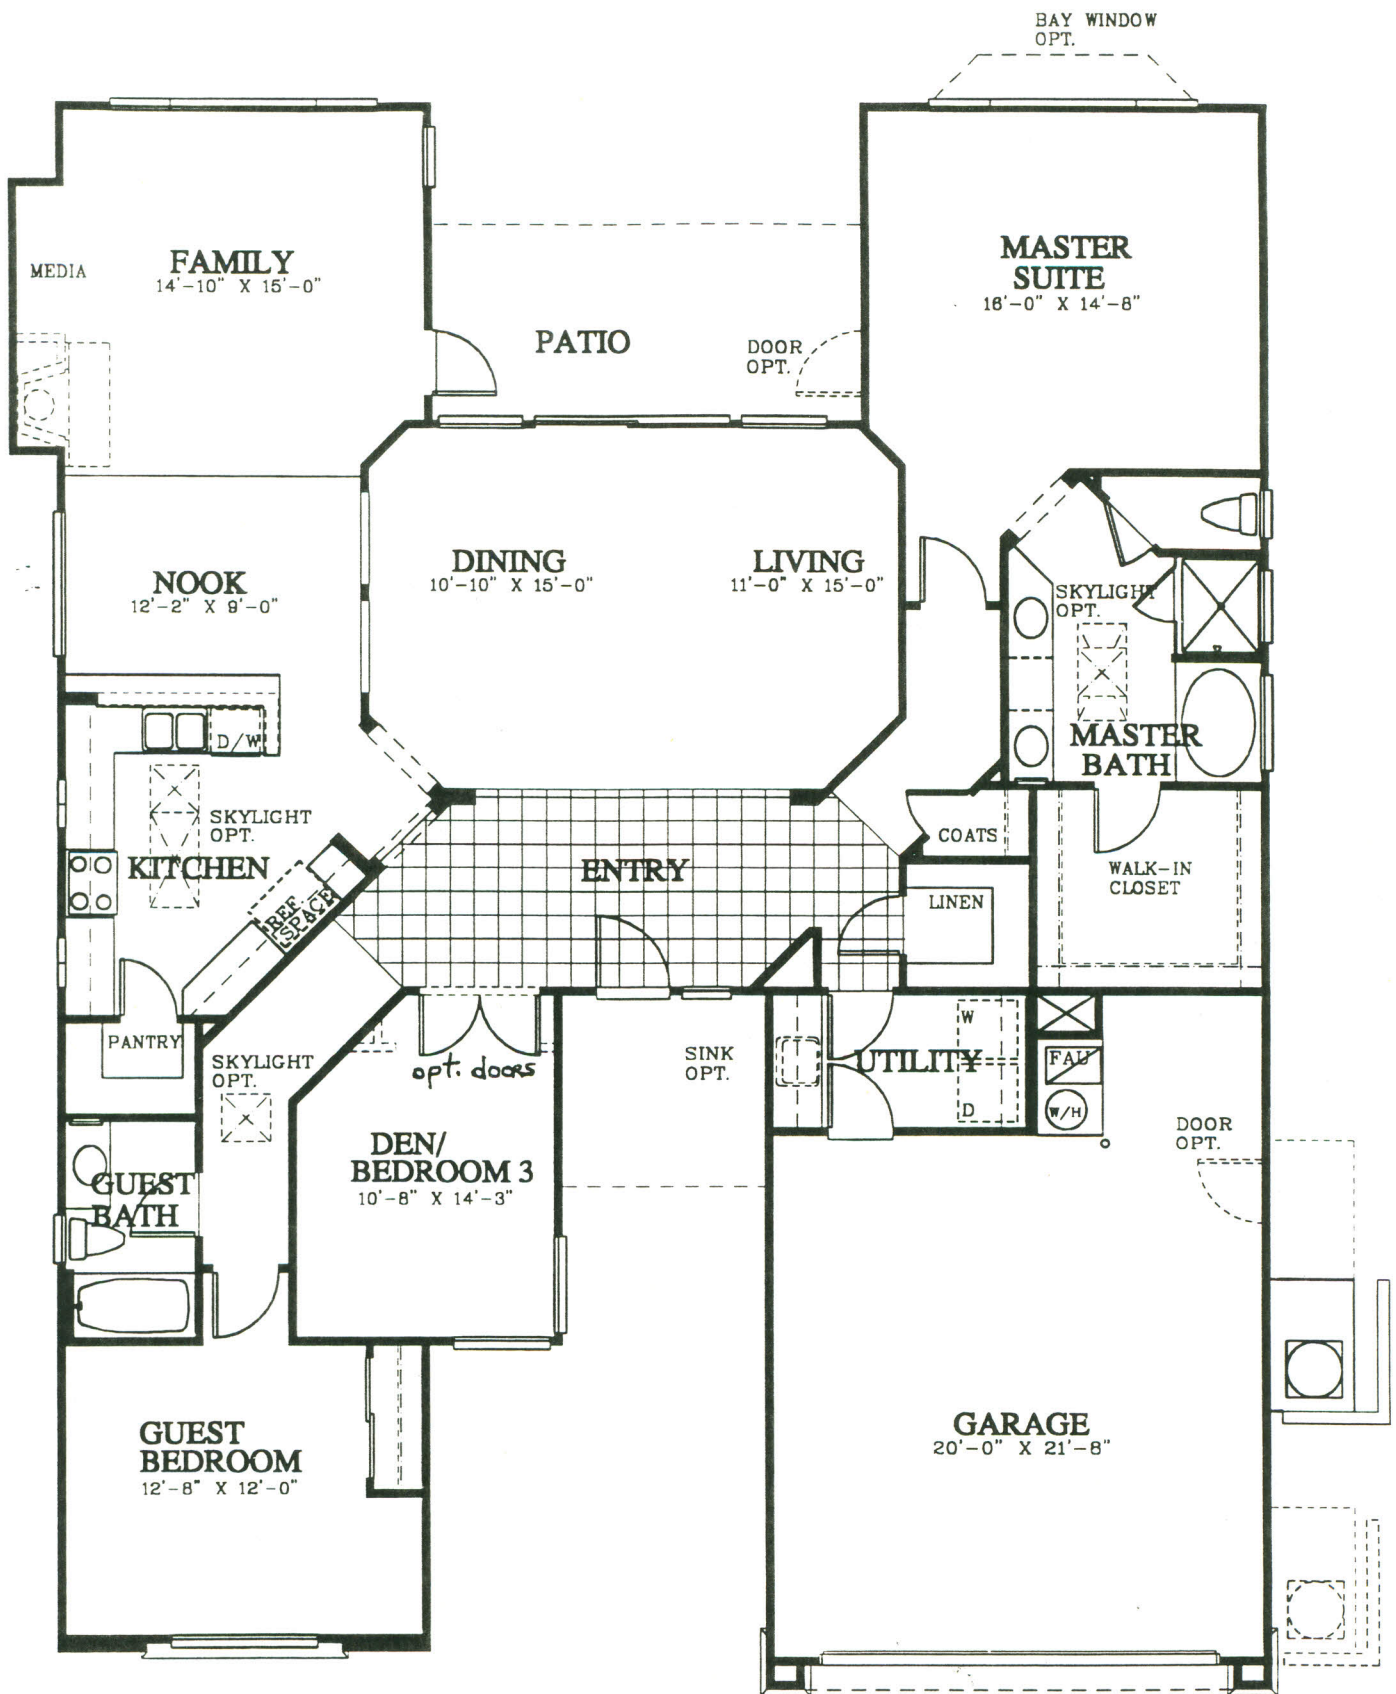 BAY WINDOW
OPT.
FAMILY
14'-10" X 15'-0"
MEDIA
MASTER
SUITE
16'-0" X 14'-8"
PATIO
DOOR
OPT.
DINING
10'-10" X 15'-0"
LIVING
11'-0" X 15'-0"
NOOK
12'-2" X 9'-0"
SKYLIGHT
OPT.
D/W
MASTER
BATH
SKYLIGHT
OPT.
KITCHEN
COATS
ENTRY
WALK-IN
CLOSET
REF.
SPACE
LINEN
PANTRY
SKYLIGHT
OPT.
opt. doors
SINK
OPT.
W
UTILITY
D
FAU
W/H
DOOR
OPT.
DEN/
BEDROOM 3
10'-8" X 14'-3"
GUEST
BATH
GUEST
BEDROOM
12'-8" X 12'-0"
GARAGE
20'-0" X 21'-8"